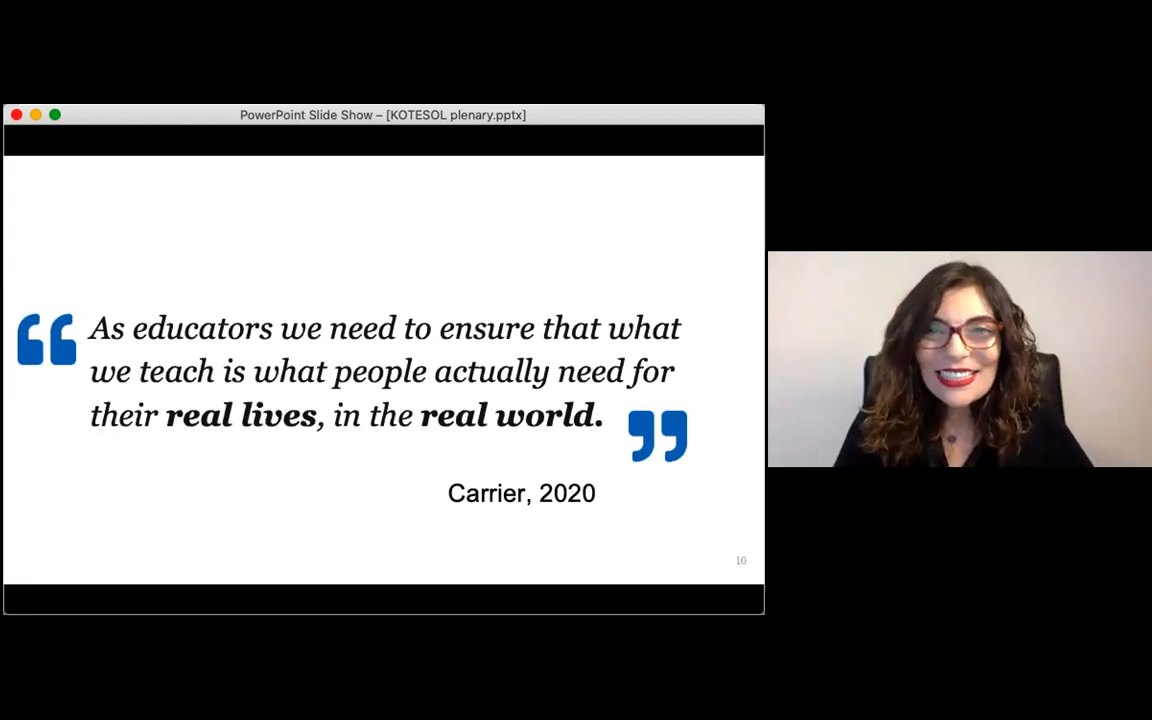 PowerPoint Slide Show – [KOTESOL plenary.pptx]
“As educators we need to ensure that what
we teach is what people actually need for
their real lives, in the real world.”
Carrier, 2020
10